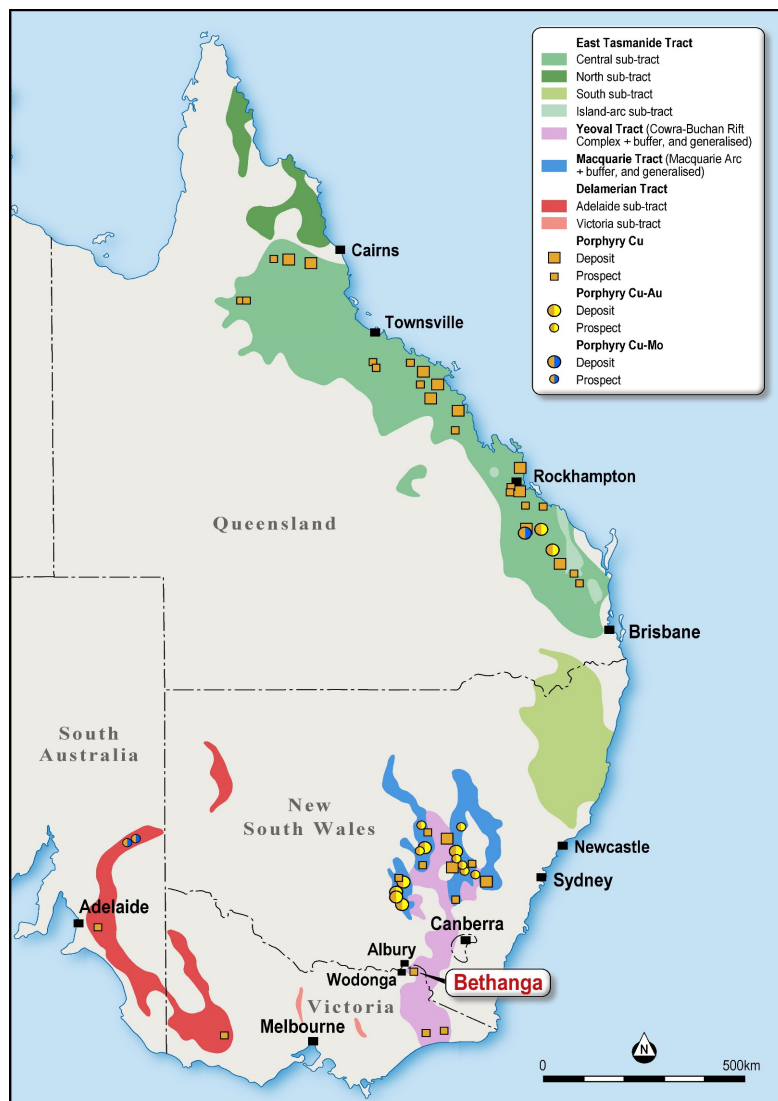 East Tasmanide Tract
Central sub-tract
North sub-tract
South sub-tract
Island-arc sub-tract
Yeoval Tract (Cowra-Buchan Rift
Complex + buffer, and generalised)
Macquarie Tract (Macquarie Arc
+ buffer, and generalised)
Delamerian Tract
Adelaide sub-tract
Victoria sub-tract
Porphyry Cu
Deposit
Prospect
Porphyry Cu-Au
Deposit
Prospect
Porphyry Cu-Mo
Deposit
Prospect
Cairns
Townsville
Rockhampton
Queensland
Brisbane
South
Australia
New
South Wales
Newcastle
Sydney
Adelaide
Canberra
Albury
Wodonga
Bethanga
Victoria
Melbourne
N
0
500km